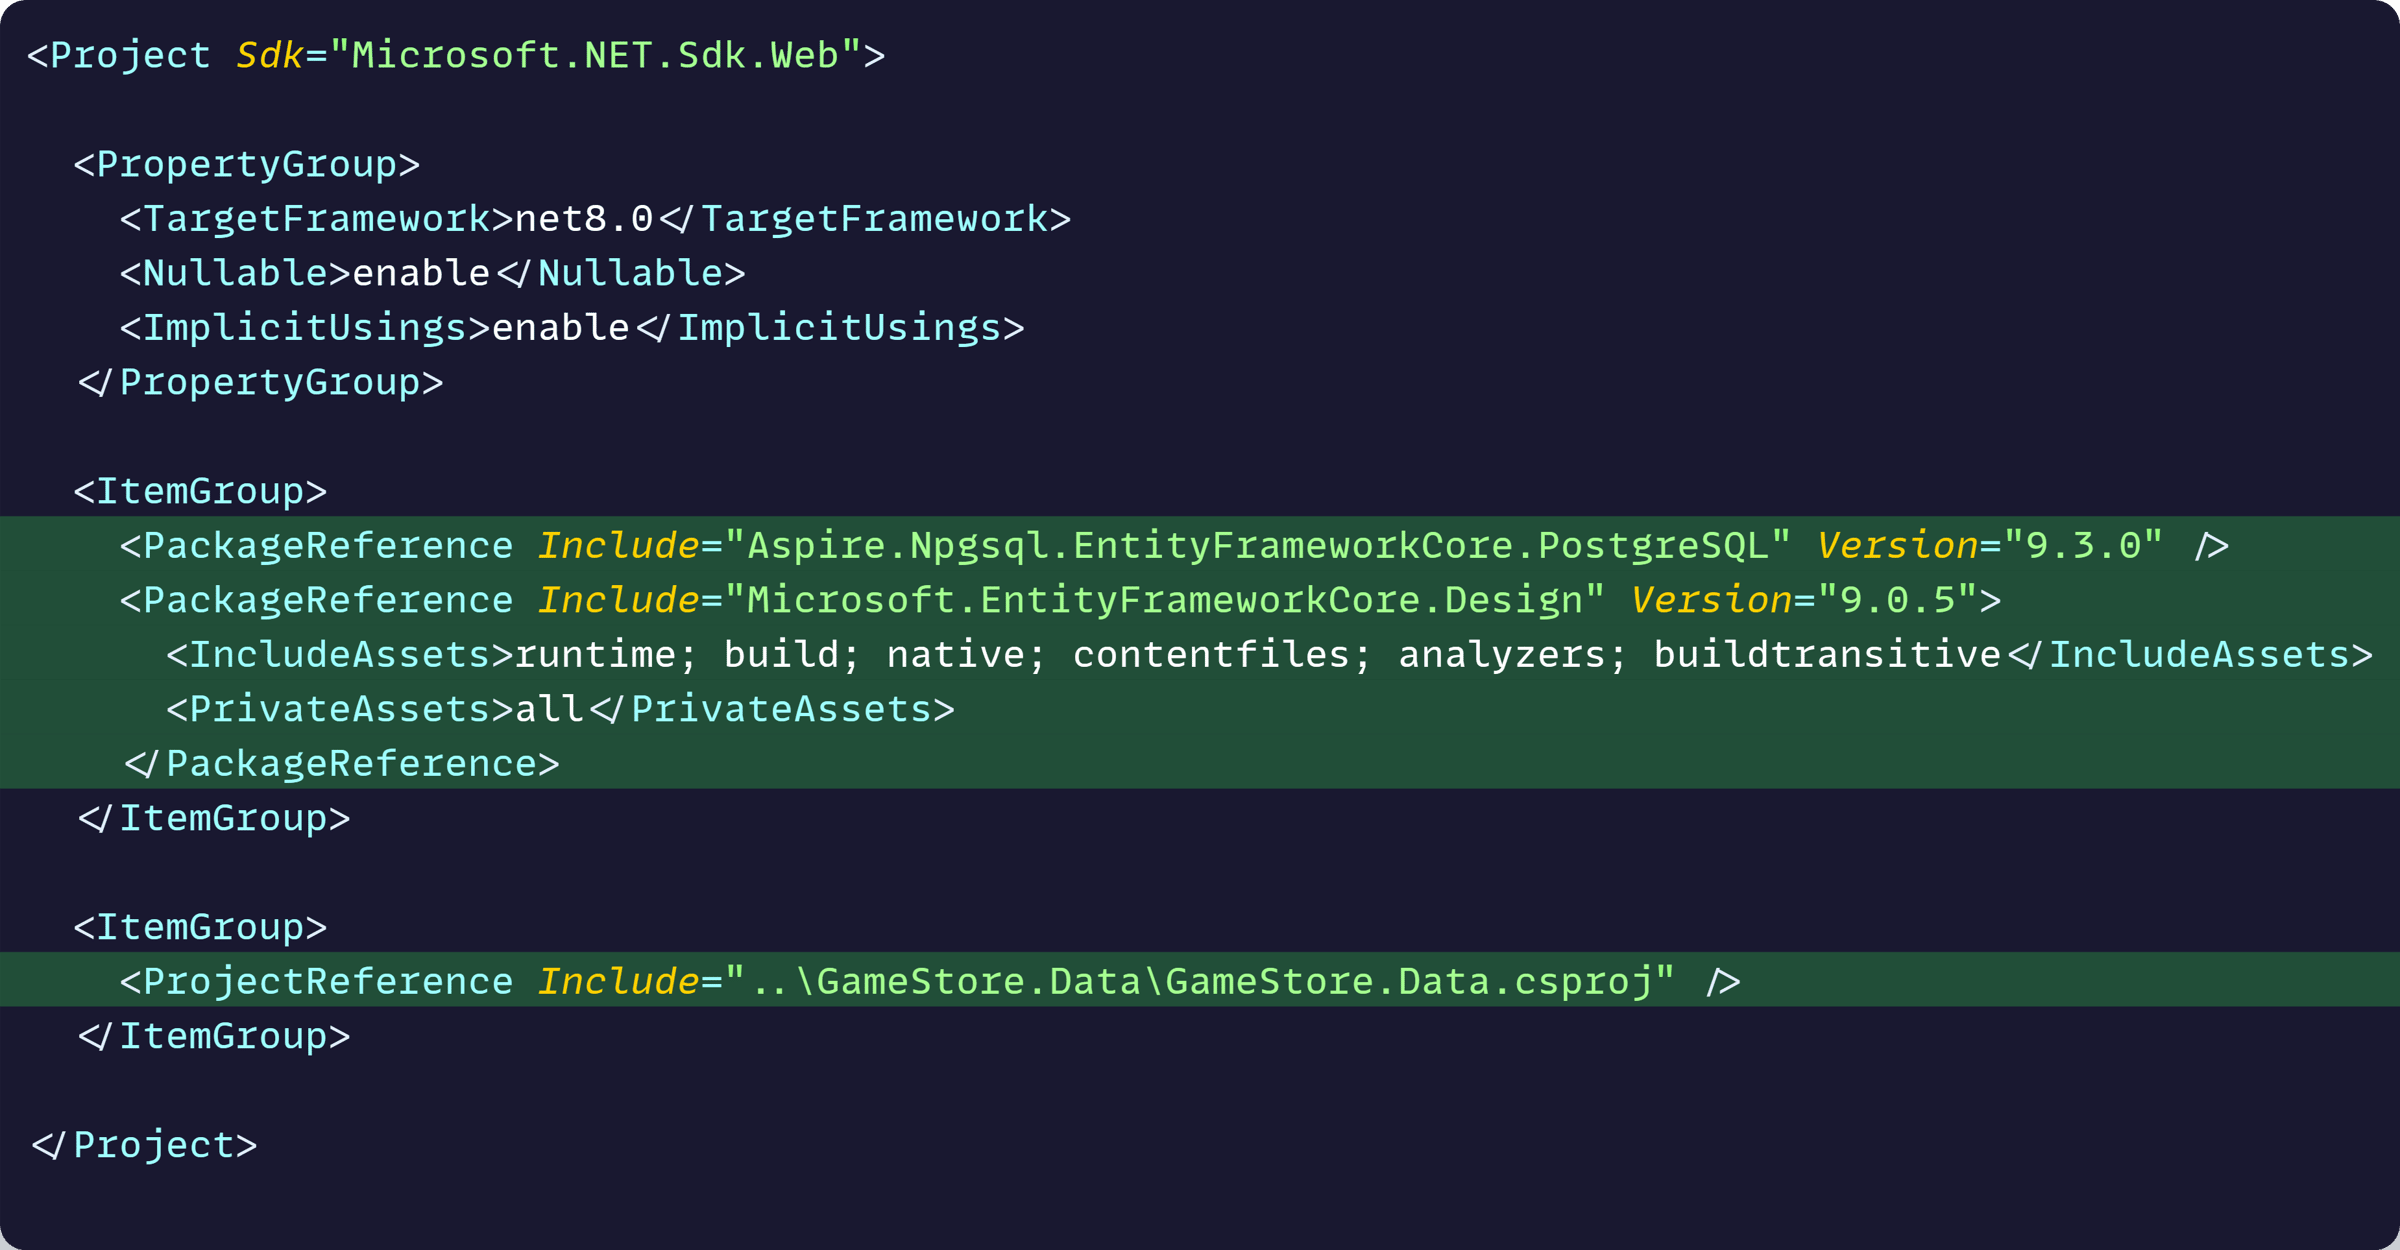 <Project Sdk="Microsoft.NET.Sdk.Web">
<PropertyGroup>
<TargetFramework>net8.0</TargetFramework>
<Nullable>enable</Nullable>
<ImplicitUsings>enable</ImplicitUsings>
</PropertyGroup>
<ItemGroup>
<PackageReference Include="Aspire.Npgsql.EntityFrameworkCore.PostgreSQL" Version="9.3.0" />
<PackageReference Include="Microsoft.EntityFrameworkCore.Design" Version="9.0.5">
<IncludeAssets>runtime; build; native; contentfiles; analyzers; buildtransitive</IncludeAssets>
<PrivateAssets>all</PrivateAssets>
</PackageReference>
</ItemGroup>
<ItemGroup>
<ProjectReference Include="..\GameStore.Data\GameStore.Data.csproj" />
</ItemGroup>
</Project>